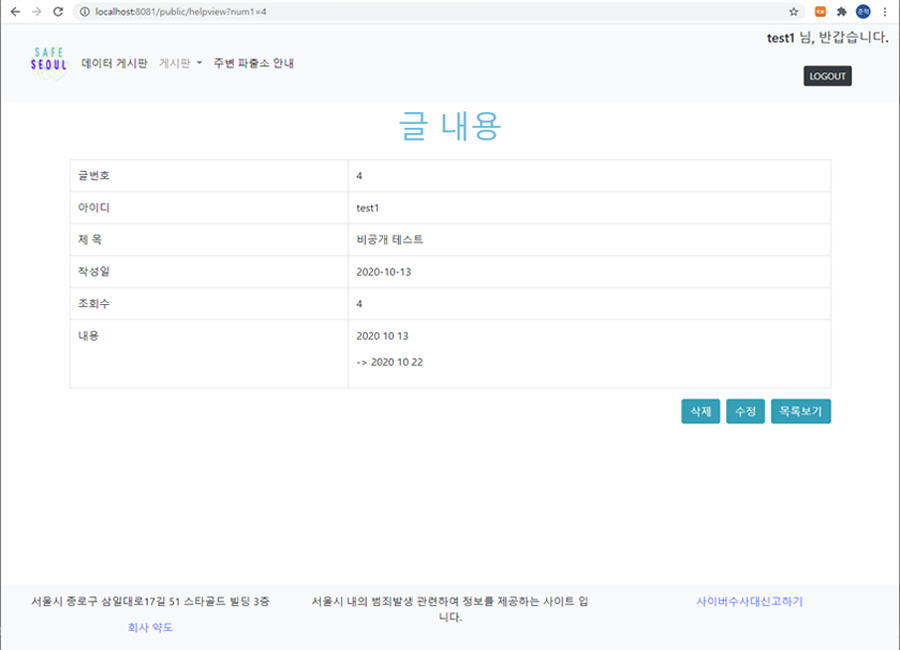 localhost:8081/public/helpview?num1=4
test1 님, 반갑습니다.
SAFE
SEOUL
데이터 게시판 게시판 주변 파출소 안내
LOGOUT
글 내용
글번호 4
아이디 test1
제 목 비공개 테스트
작성일 2020-10-13
조회수 4
내용 2020 10 13
-> 2020 10 22
삭제 수정 목록보기
서울시 종로구 삼일대로17길 51 스타골드 빌딩 3층
회사 약도
서울시 내의 범죄발생 관련하여 정보를 제공하는 사이트 입
니다.
사이버수사대신고하기